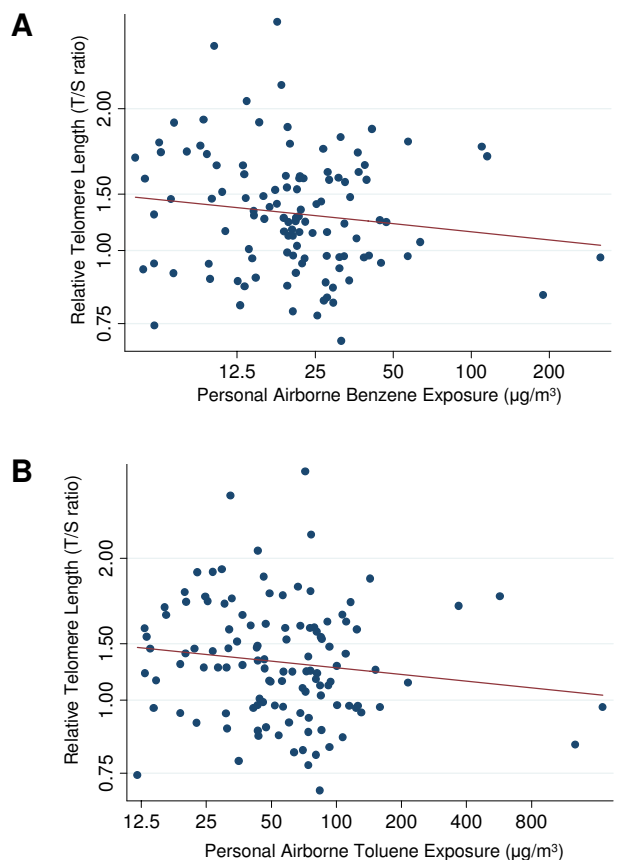 A
Relative Telomere Length (T/S ratio)
2.00
1.50
1.00
0.75
12.5 25 50 100 200
Personal Airborne Benzene Exposure (µg/m³)
B
Relative Telomere Length (T/S ratio)
2.00
1.50
1.00
0.75
12.5 25 50 100 200 400 800
Personal Airborne Toluene Exposure (µg/m³)